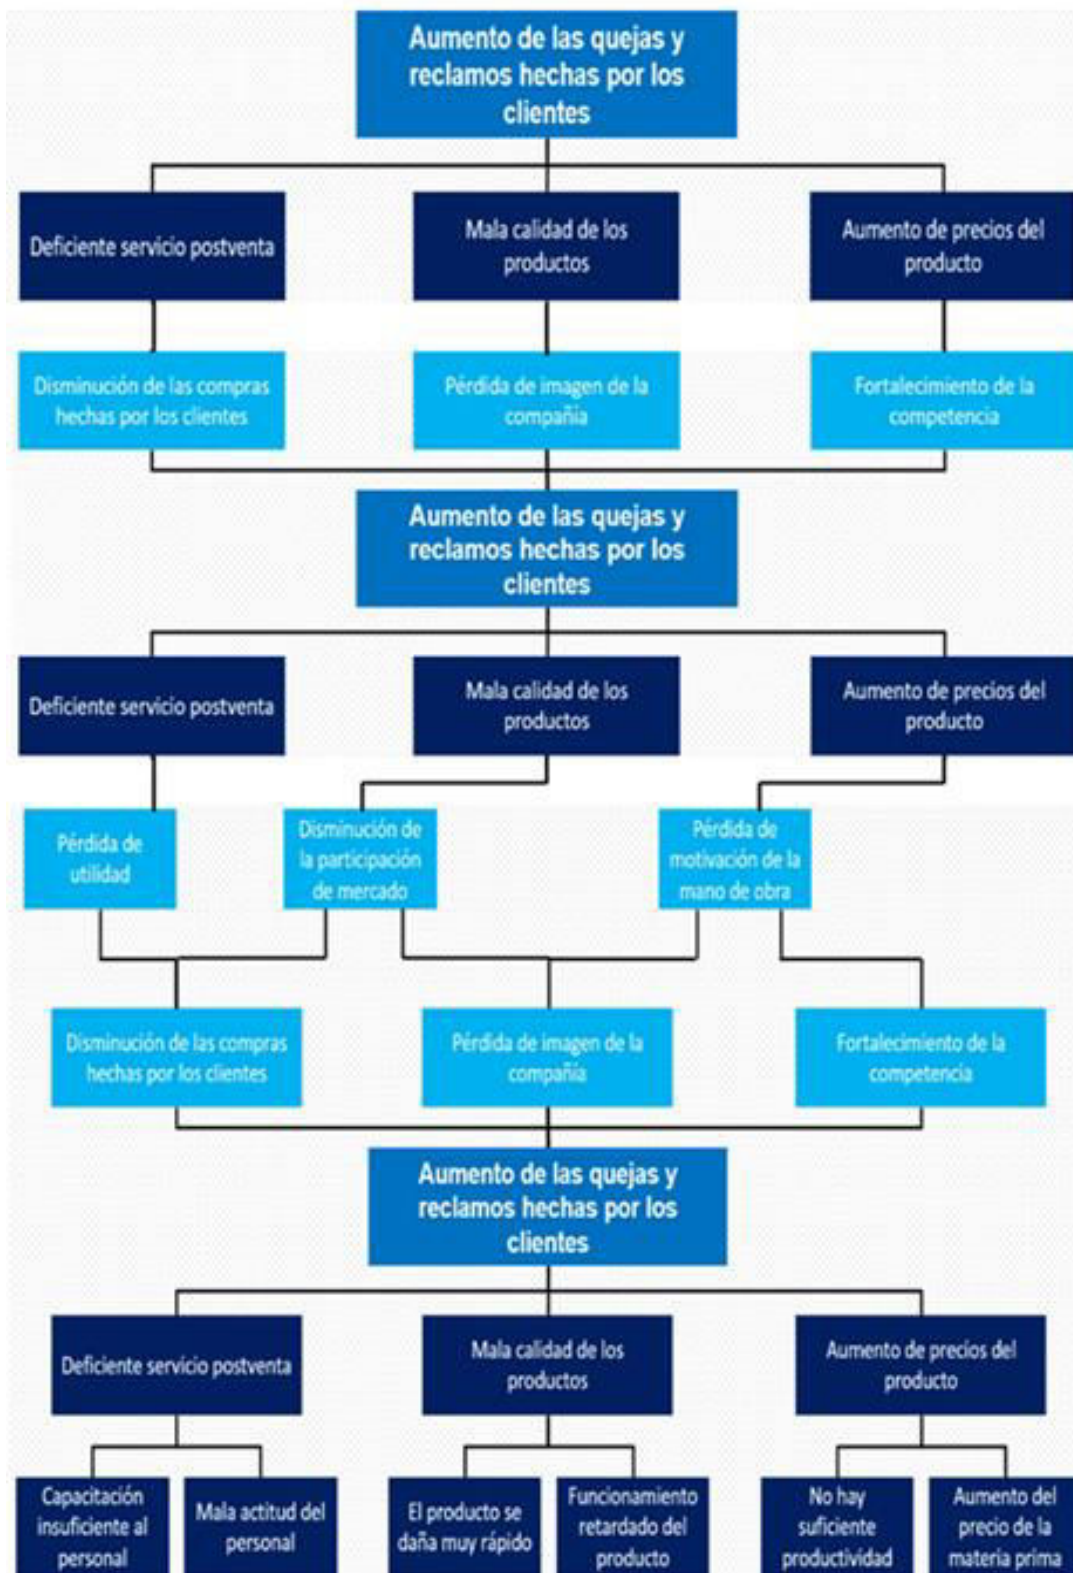 Aumento de las quejas y
reclamos hechas por los
clientes
Deficiente servicio postventa
Mala calidad de los
productos
Aumento de precios del
producto
Disminución de las compras
hechas por los clientes
Pérdida de imagen de la
compañía
Fortalecimiento de la
competencia
Aumento de las quejas y
reclamos hechas por los
clientes
Deficiente servicio postventa
Mala calidad de los
productos
Aumento de precios del
producto
Pérdida de
utilidad
Disminución de
la participación
de mercado
Pérdida de
motivación de la
mano de obra
Disminución de las compras
hechas por los clientes
Pérdida de imagen de la
compañía
Fortalecimiento de la
competencia
Aumento de las quejas y
reclamos hechas por los
clientes
Deficiente servicio postventa
Mala calidad de los
productos
Aumento de precios del
producto
Capacitación
insuficiente al
personal
Mala actitud del
personal
El producto se
daña muy rápido
Funcionamiento
retardado del
producto
No hay
suficiente
productividad
Aumento del
precio de la
materia prima